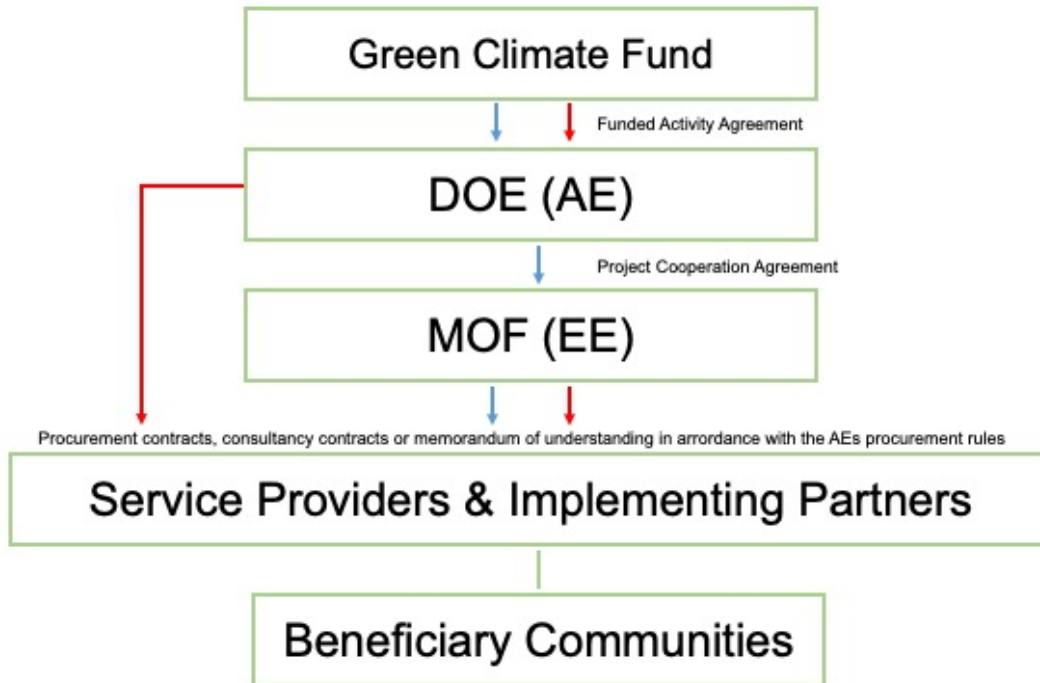 Green Climate Fund
Funded Activity Agreement
DOE (AE)
Project Cooperation Agreement
MOF (EE)
Procurement contracts, consultancy contracts or memorandum of understanding in arrordance with the AEs procurement rules
Service Providers & Implementing Partners
Beneficiary Communities